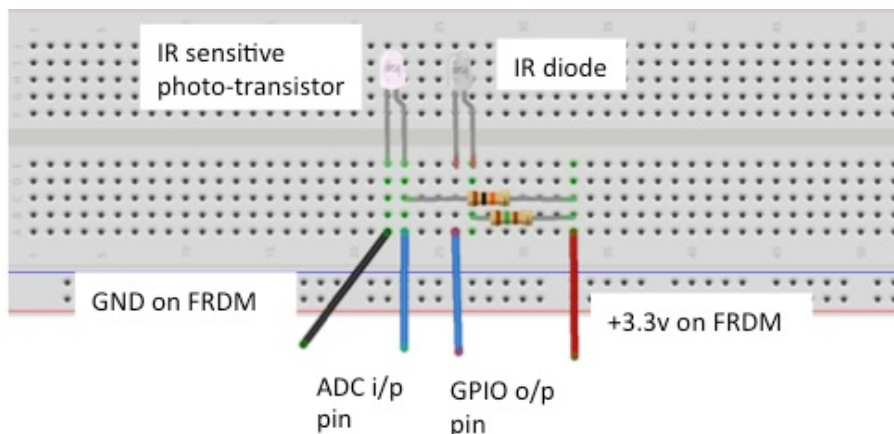 IR sensitive
photo-transistor
IR diode
GND on FRDM
+3.3v on FRDM
ADC i/p
pin
GPIO o/p
pin